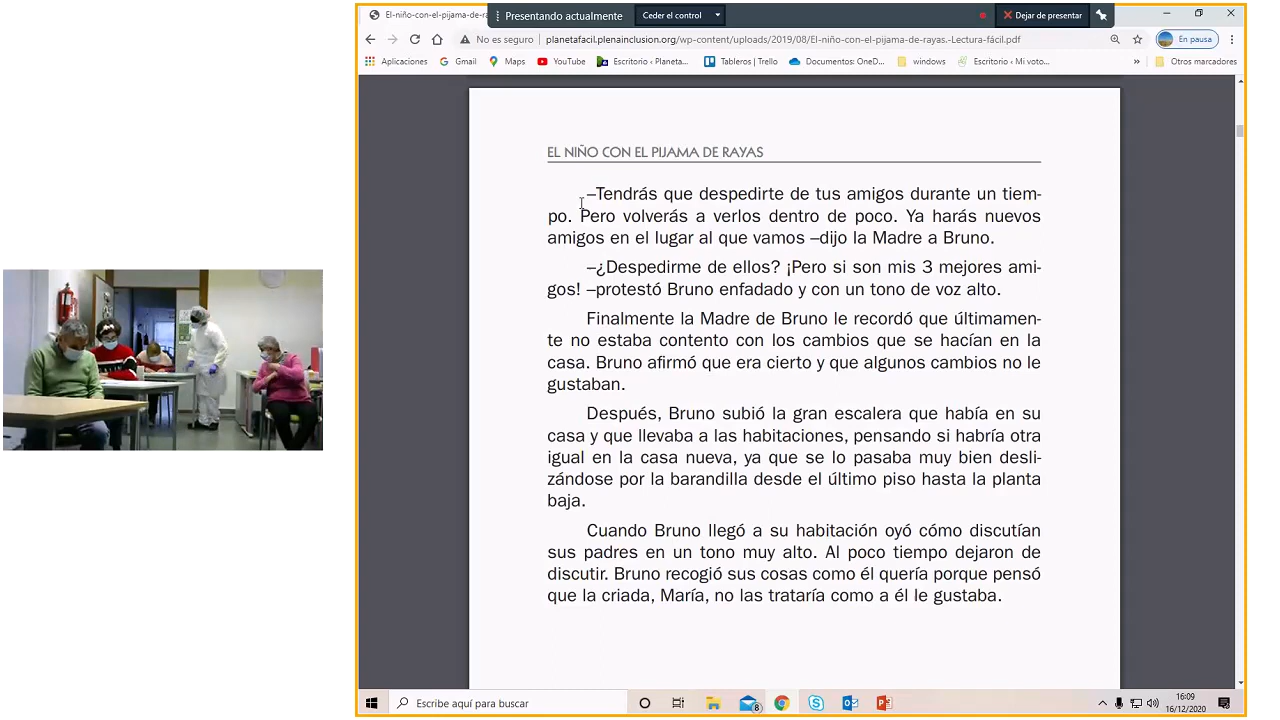 El-niño-con-el-pijama-de-ra
Presentando actualmente
Ceder el control
Dejar de presentar
No es seguro
planetafacil.plenainclusion.org/wp-content/uploads/2019/08/El-niño-con-el-pijama-de-rayas.-Lectura-fácil.pdf
En pausa
Aplicaciones
Gmail
Maps
YouTube
Escritorio ‹ Planeta...
Tableros | Trello
Documentos: OneD...
windows
Escritorio ‹ Mi voto...
»
Otros marcadores
EL NIÑO CON EL PIJAMA DE RAYAS
–Tendrás que despedirte de tus amigos durante un tiem-
po. Pero volverás a verlos dentro de poco. Ya harás nuevos
amigos en el lugar al que vamos –dijo la Madre a Bruno.
–¿Despedirme de ellos? ¡Pero si son mis 3 mejores ami-
gos! –protestó Bruno enfadado y con un tono de voz alto.
Finalmente la Madre de Bruno le recordó que últimamen-
te no estaba contento con los cambios que se hacían en la
casa. Bruno afirmó que era cierto y que algunos cambios no le
gustaban.
Después, Bruno subió la gran escalera que había en su
casa y que llevaba a las habitaciones, pensando si habría otra
igual en la casa nueva, ya que se lo pasaba muy bien desli-
zándose por la barandilla desde el último piso hasta la planta
baja.
Cuando Bruno llegó a su habitación oyó cómo discutían
sus padres en un tono muy alto. Al poco tiempo dejaron de
discutir. Bruno recogió sus cosas como él quería porque pensó
que la criada, María, no las trataría como a él le gustaba.
Escribe aquí para buscar
8
16:09
16/12/2020